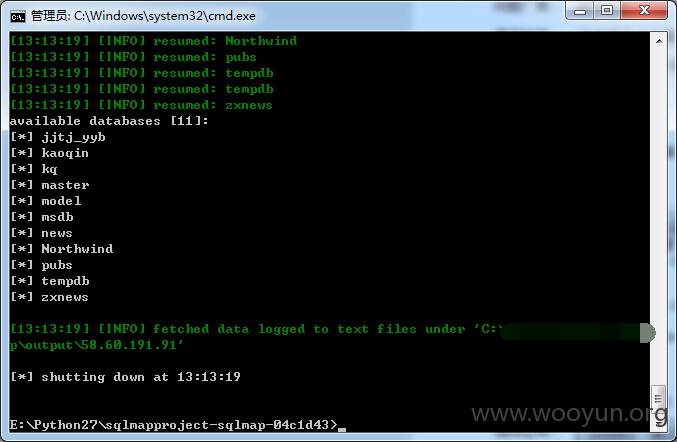 管理员: C:\Windows\system32\cmd.exe
[13:13:19] [INFO] resumed: Northwind
[13:13:19] [INFO] resumed: pubs
[13:13:19] [INFO] resumed: tempdb
[13:13:19] [INFO] resumed: tempdb
[13:13:19] [INFO] resumed: zxnews
available databases [11]:
[*] jjtj_yyb
[*] kaoqin
[*] kq
[*] master
[*] model
[*] msdb
[*] news
[*] Northwind
[*] pubs
[*] tempdb
[*] zxnews
[13:13:19] [INFO] fetched data logged to text files under 'C:\
p\output\58.60.191.91'
[*] shutting down at 13:13:19
E:\Python27\sqlmapproject-sqlmap-04c1d43>
www.wooyun.org